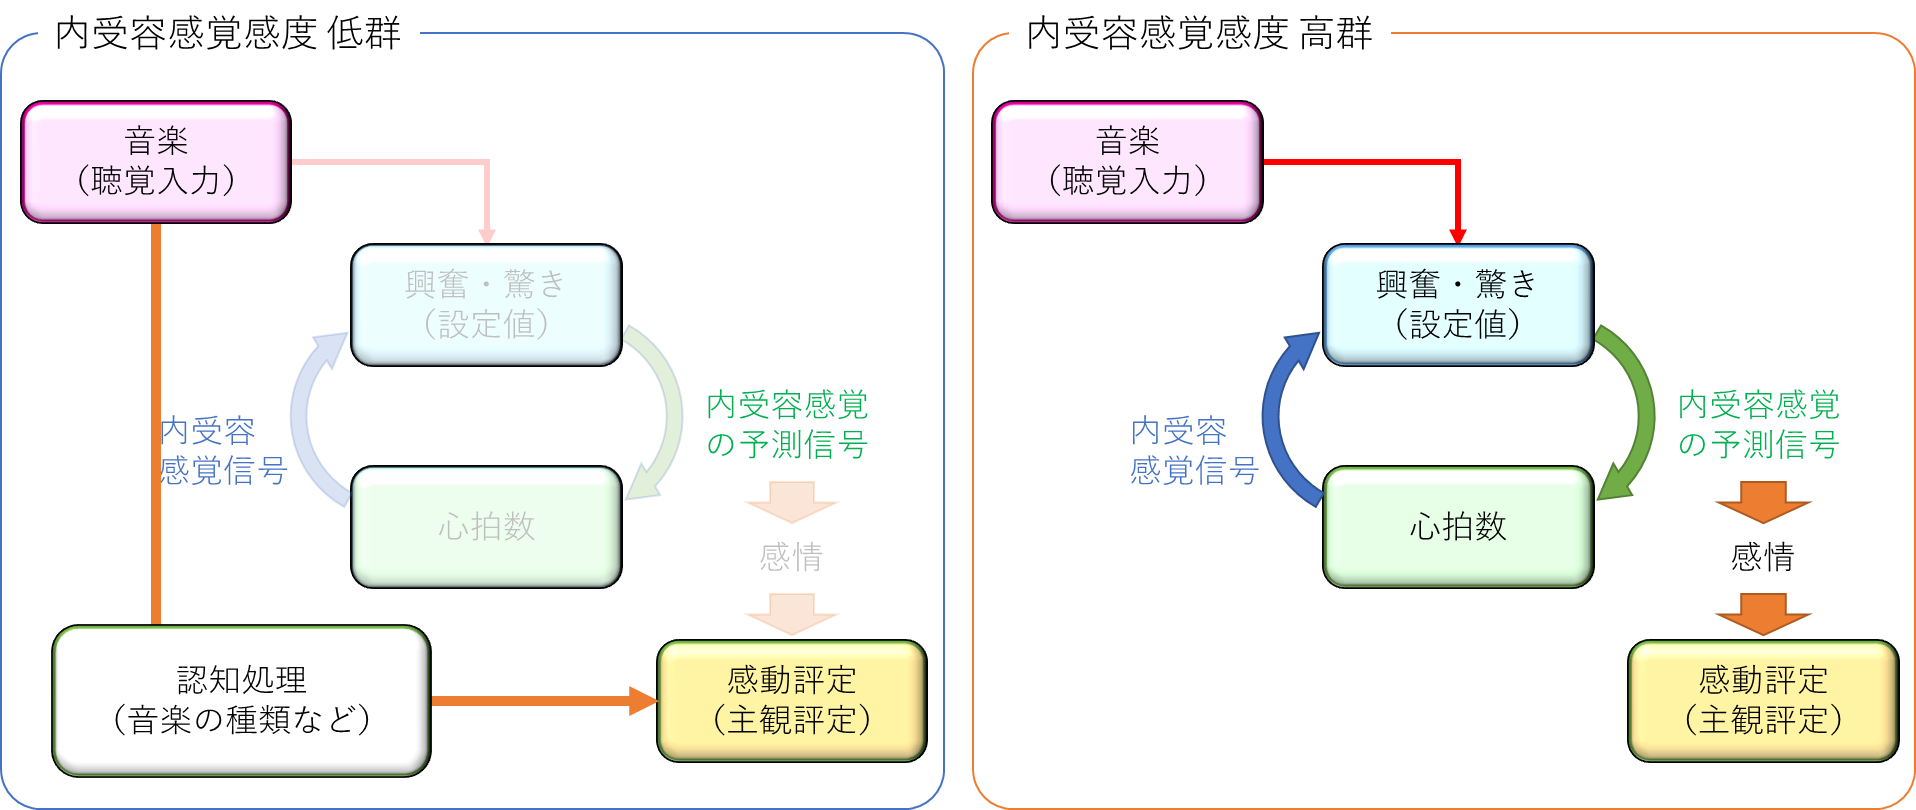 内受容感覚感度 低群
音楽
（聴覚入力）
興奮・驚き
（設定値）
内受容
感覚信号
内受容感覚
の予測信号
心拍数
感情
認知処理
（音楽の種類など）
感動評定
（主観評定）
内受容感覚感度 高群
音楽
（聴覚入力）
興奮・驚き
（設定値）
内受容
感覚信号
内受容感覚
の予測信号
心拍数
感情
感動評定
（主観評定）